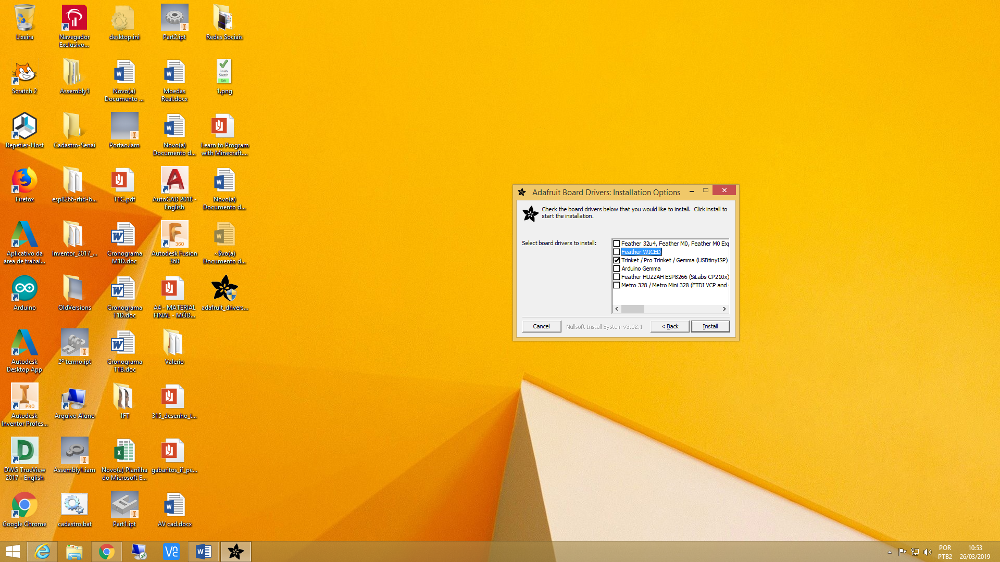 Lixeira
Navegador
Exclusivo...
desktop.ini
Part2.ipt
Redes Sociais
Scratch 2
Assembly1
Novo(a)
Documento ...
Moedas
Real.docx
Finish
Sketch
Exit
1.png
Repetier-Host
Cadastro-Senai
Portao.iam
Novo(a)
Documento d...
Learn to Program
with Minecraft....
Firefox
esp8266-rfid-b...
T1C.pdf
AutoCAD 2018 -
English
Novo(a)
Documento d...
Aplicativo da
área de trabal...
Inventor_2017_...
Cronograma
M1D.doc
360
Autodesk Fusion
360
~$vo(a)
Documento d...
Arduino
OldVersions
Cronograma
T1D.doc
A4 - MATERIAL
FINAL - MÓD...
adafruit_drivers...
Autodesk
Desktop App
2º termo.ipt
Cronograma
T1B.doc
Valerio
PRO
Autodesk
Inventor Profes...
Arquivo Aluno
1FT
315_desenho_t...
DWG TrueView
2017 - English
Assembly1.iam
Novo(a) Planilha
do Microsoft E...
gabaritos_if_pe...
Google Chrome
cadastro.bat
Part1.ipt
AV cad.docx
Adafruit Board Drivers: Installation Options
Check the board drivers below that you would like to install. Click install to
start the installation.
Select board drivers to install:
Feather 32u4, Feather M0, Feather M0 Exp
Feather WICED
Trinket / Pro Trinket / Gemma (USBtinyISP)
Arduino Gemma
Feather HUZZAH ESP8266 (SiLabs CP210x)
Metro 328 / Metro Mini 328 (FTDI VCP and
Cancel
Nullsoft Install System v3.02.1
< Back
Install
POR
PTB2
10:53
26/03/2019